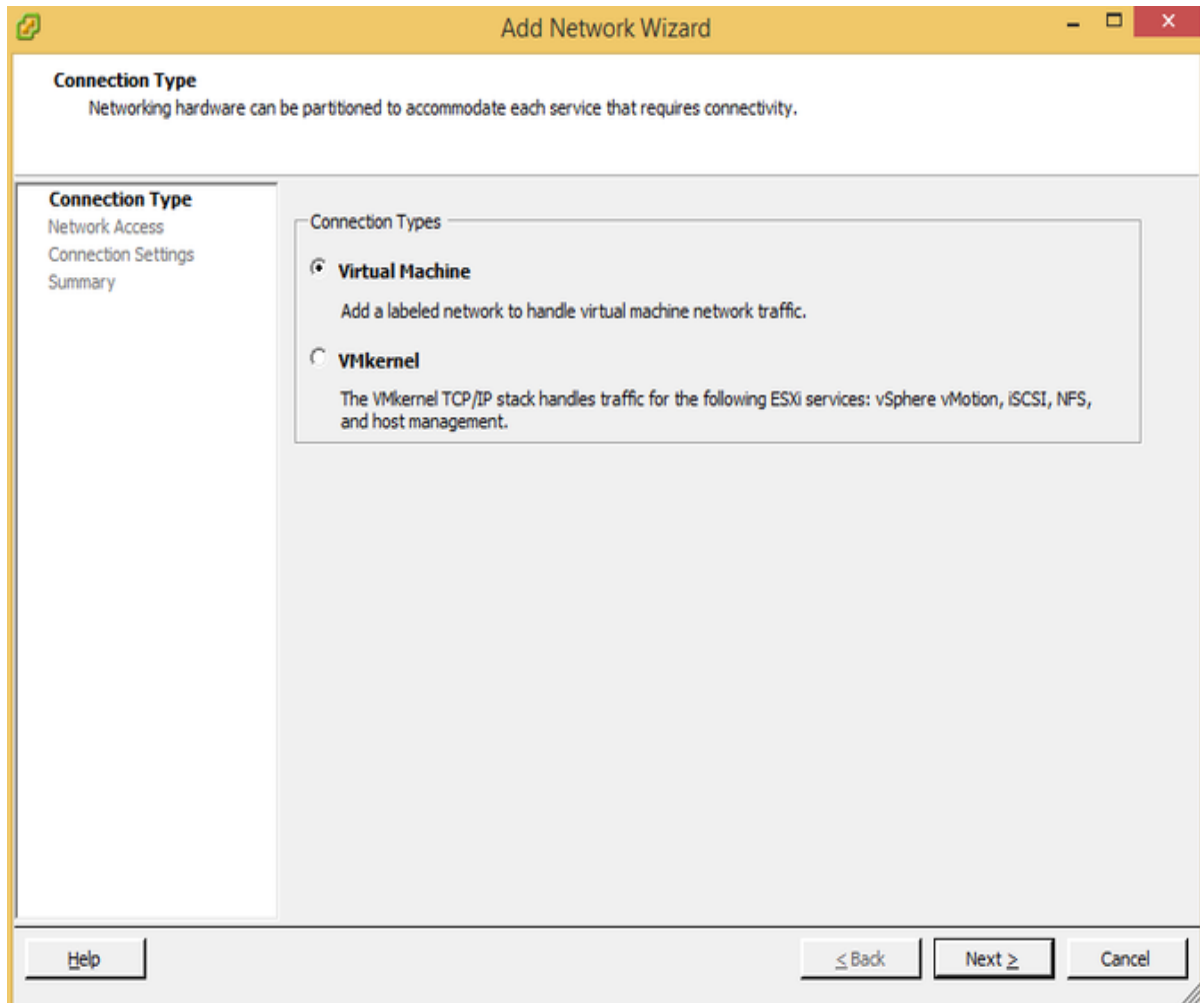 Add Network Wizard
Connection Type
Networking hardware can be partitioned to accommodate each service that requires connectivity.
Connection Type
Network Access
Connection Settings
Summary
Connection Types
Virtual Machine
Add a labeled network to handle virtual machine network traffic.
VMkernel
The VMkernel TCP/IP stack handles traffic for the following ESXi services: vSphere vMotion, iSCSI, NFS,
and host management.
Help
< Back
Next >
Cancel